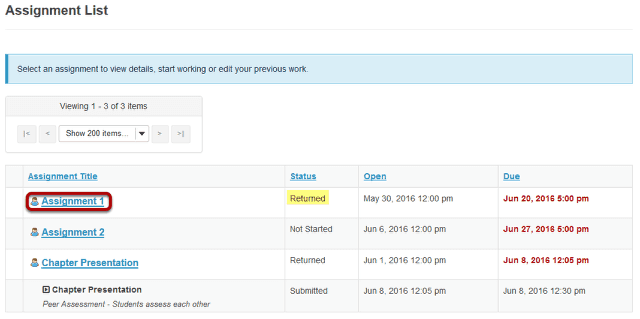 Assignment List
Select an assignment to view details, start working or edit your previous work.
Viewing 1 - 3 of 3 items
|< < Show 200 items... > >|
Assignment Title Status Open Due
Assignment 1 Returned May 30, 2016 12:00 pm Jun 20, 2016 5:00 pm
Assignment 2 Not Started Jun 6, 2016 12:00 pm Jun 27, 2016 5:00 pm
Chapter Presentation Returned Jun 1, 2016 12:00 pm Jun 8, 2016 12:05 pm
Chapter Presentation Submitted Jun 8, 2016 12:05 pm Jun 8, 2016 12:30 pm
Peer Assessment - Students assess each other